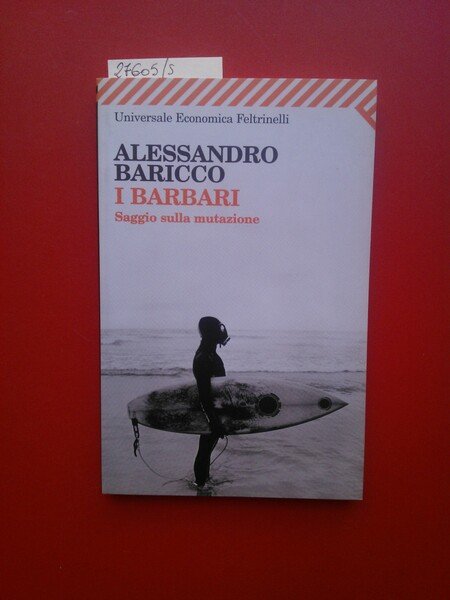 27605/s
Universale Economica Feltrinelli
ALESSANDRO
BARICCO
I BARBARI
Saggio sulla mutazione